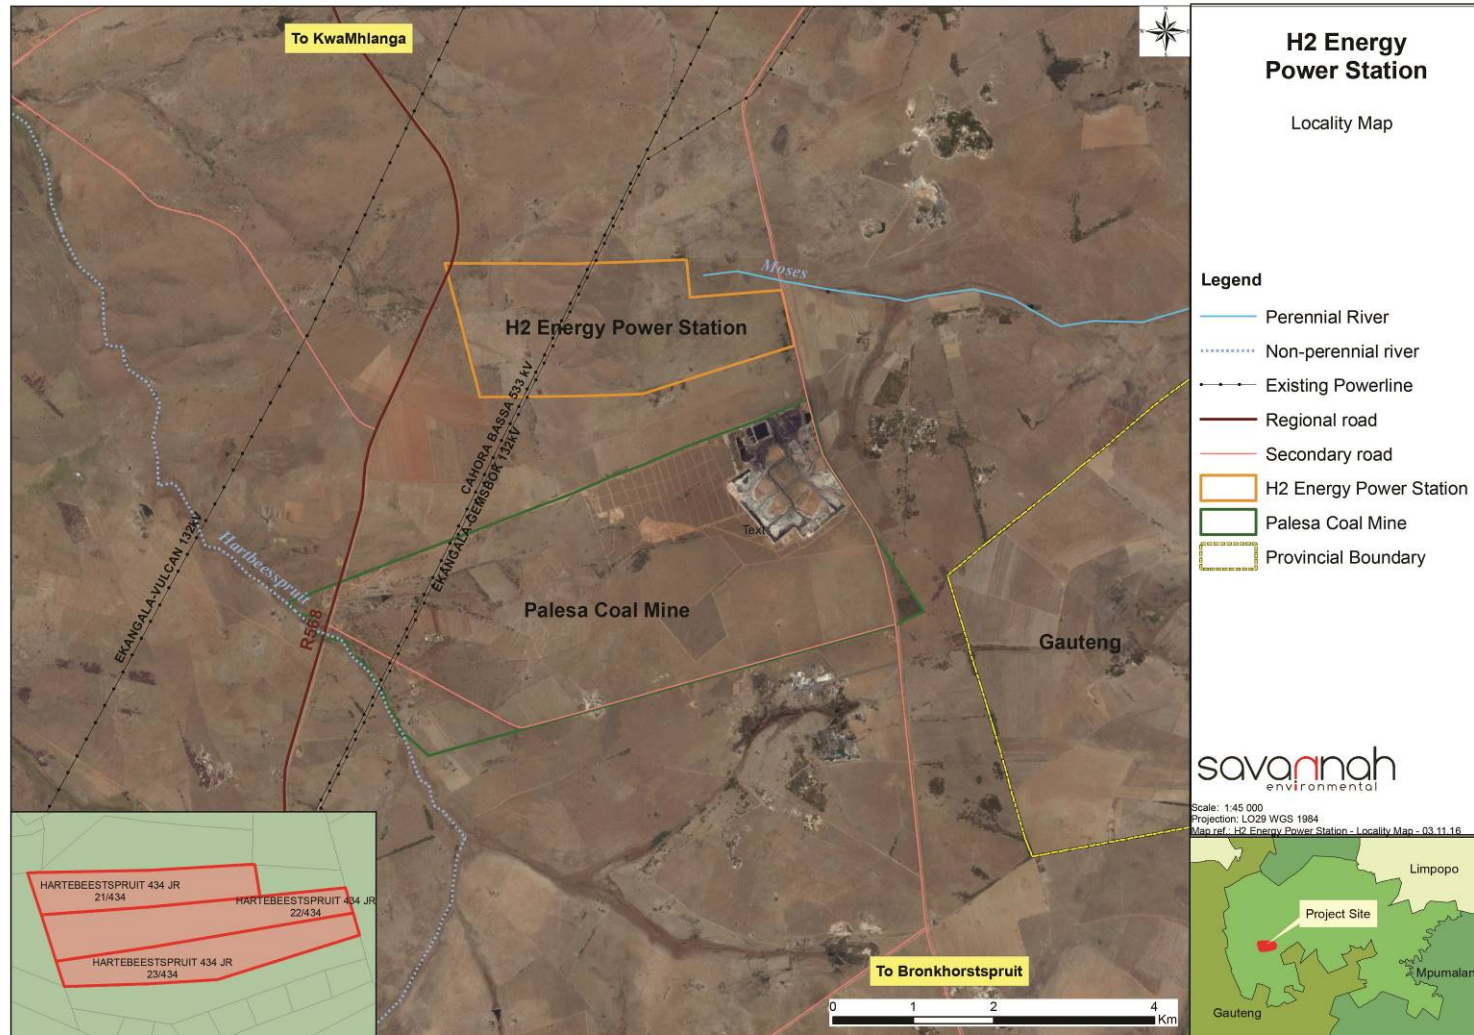 To KwaMhlanga
Moses
H2 Energy Power Station
CAHORA BASSA 533 kV
EKANGALA-GEMSBOK 132kV
EKANGALA-VULCAN 132kV
Hartbeesspruit
R568
Text
Palesa Coal Mine
Gauteng
To Bronkhorstspruit
0 1 2 4
Km
HARTEBEESTSPRUIT 434 JR
21/434
HARTEBEESTSPRUIT 434 JR
22/434
HARTEBEESTSPRUIT 434 JR
23/434
H2 Energy
Power Station
Locality Map
Legend
Perennial River
Non-perennial river
Existing Powerline
Regional road
Secondary road
H2 Energy Power Station
Palesa Coal Mine
Provincial Boundary
savannah
environmental
Scale: 1:45 000
Projection: LO29 WGS 1984
Map ref.: H2 Energy Power Station - Locality Map - 03.11.16
Limpopo
Project Site
Mpumalan
Gauteng